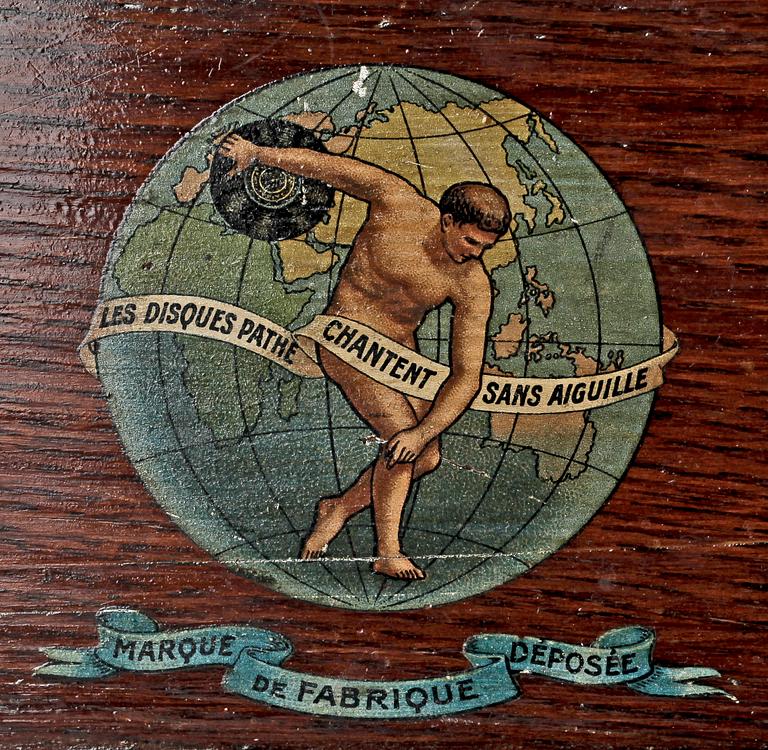 LES DISQUES PATHÉ CHANTENT SANS AIGUILLE
MARQUE DE FABRIQUE DÉPOSÉE